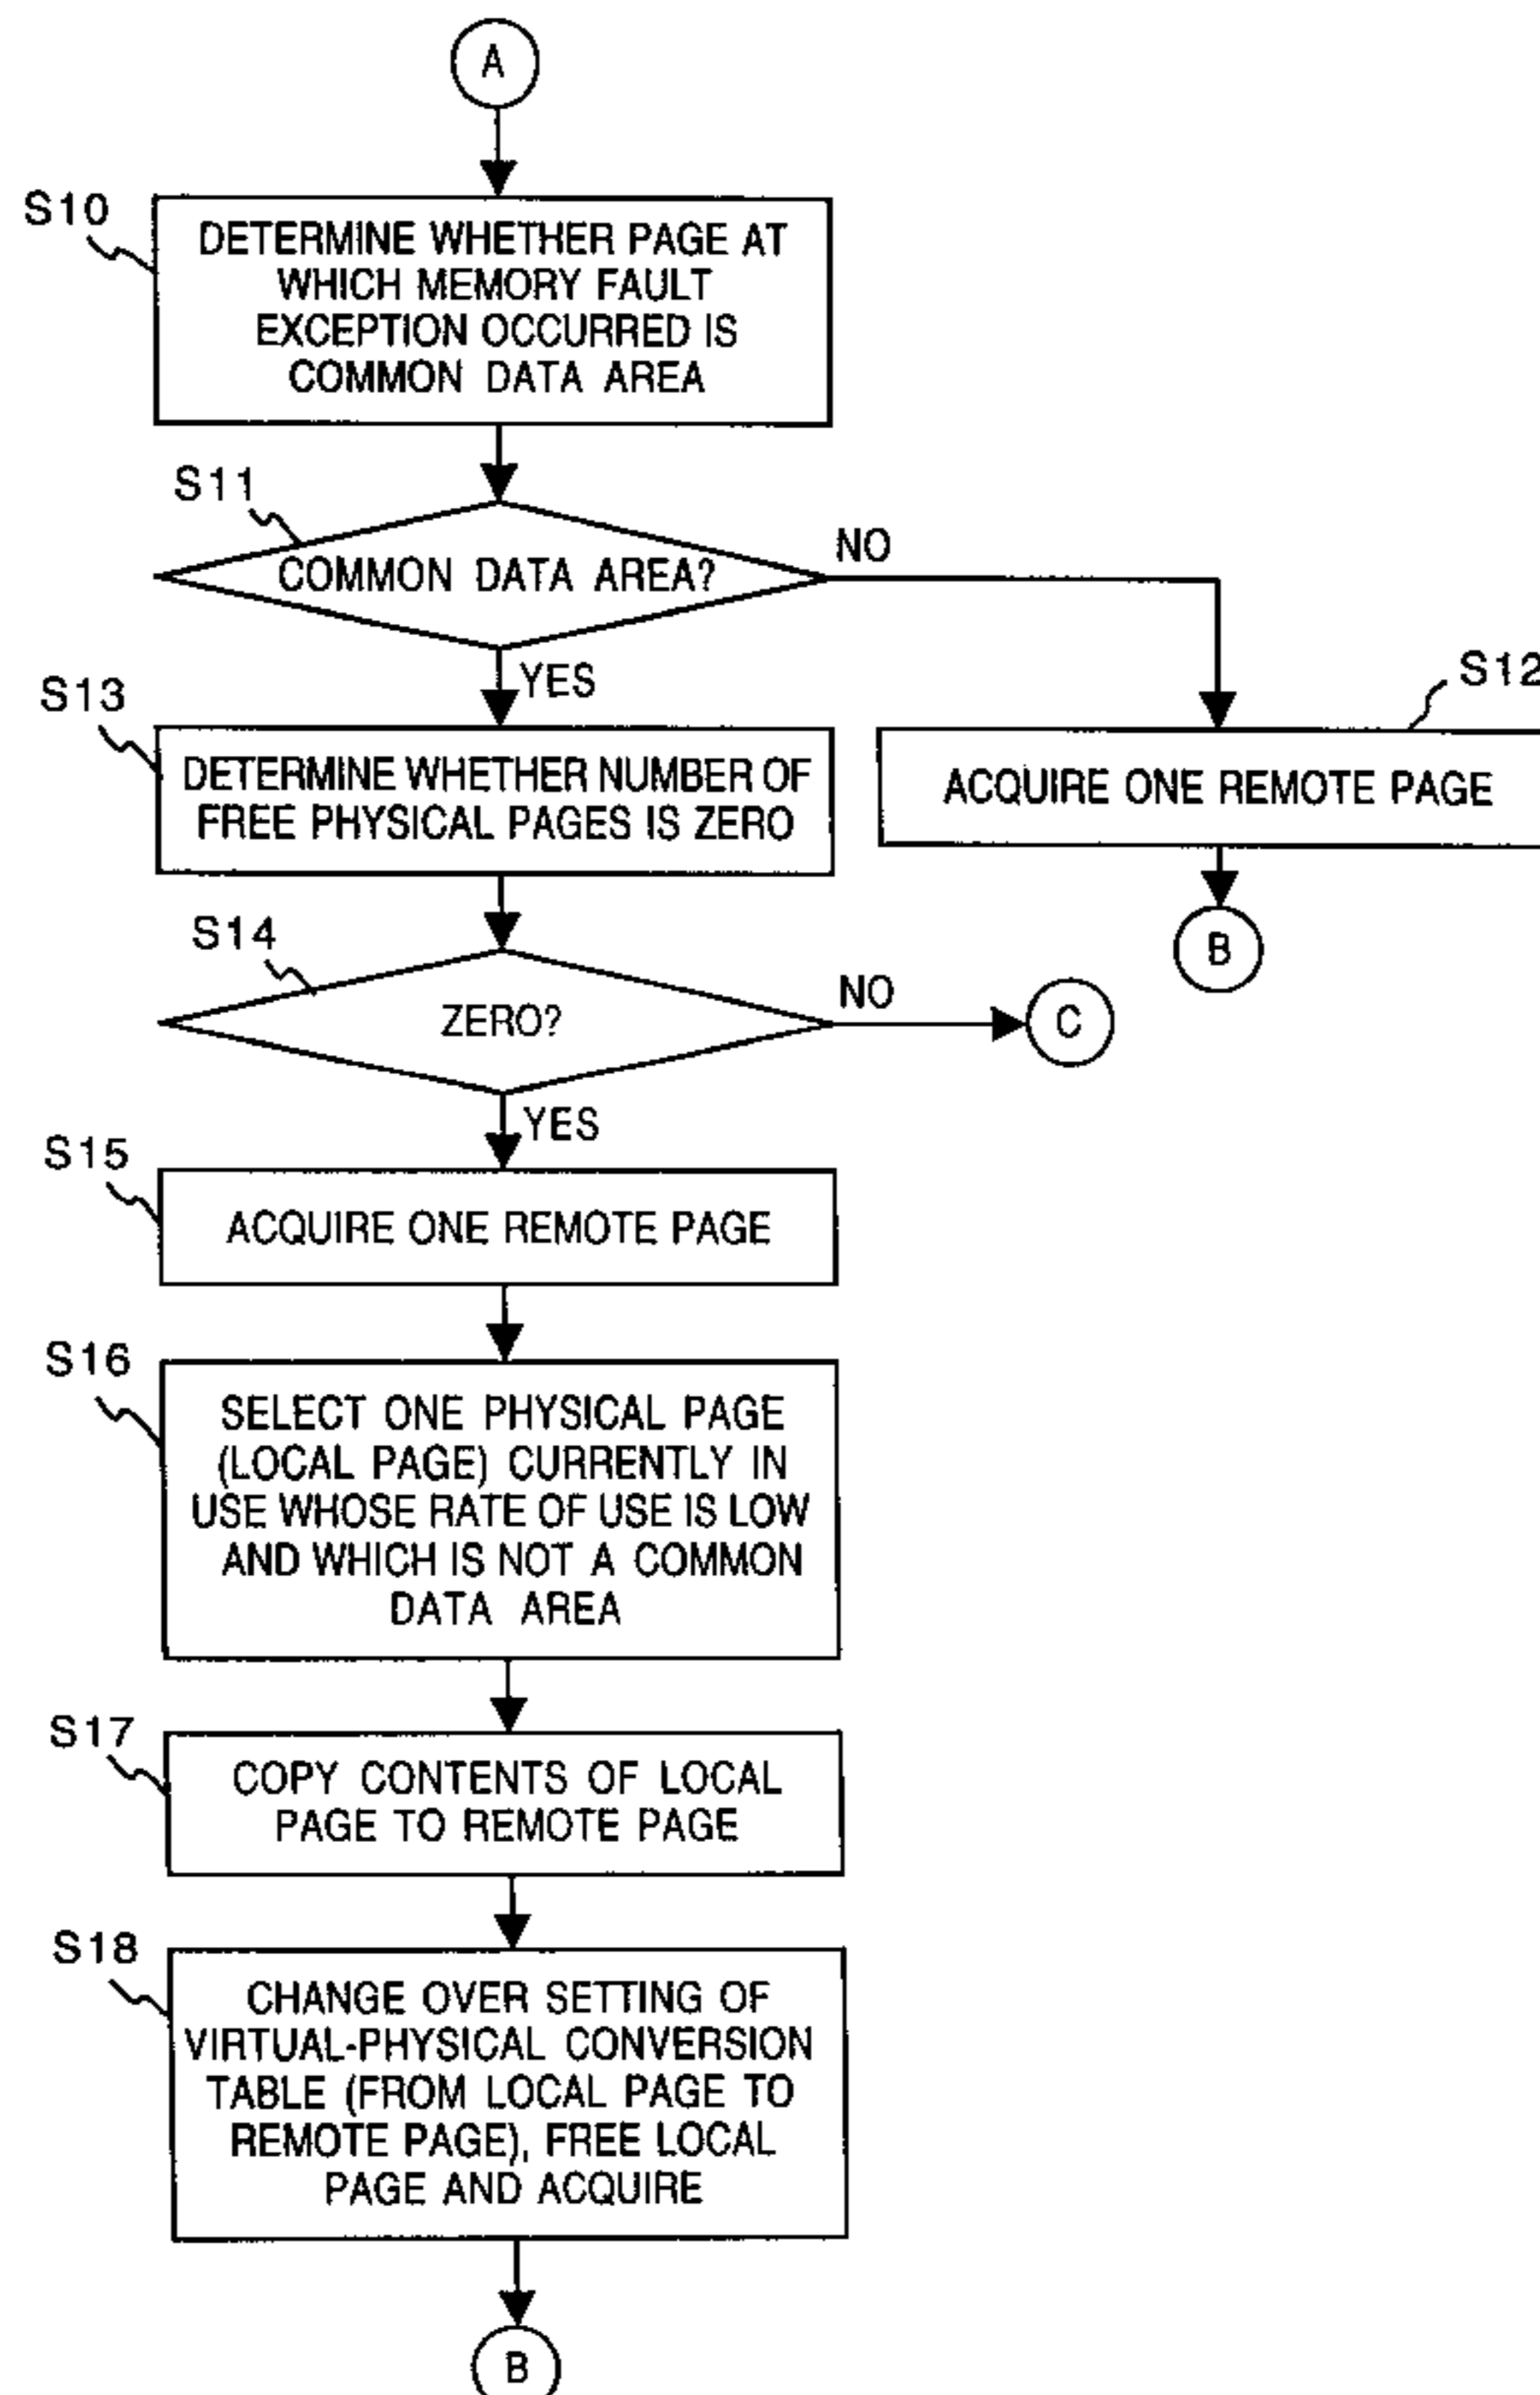 A
S10
DETERMINE WHETHER PAGE AT
WHICH MEMORY FAULT
EXCEPTION OCCURRED IS
COMMON DATA AREA
S11
COMMON DATA AREA?
NO
YES
S12
ACQUIRE ONE REMOTE PAGE
B
S13
DETERMINE WHETHER NUMBER OF
FREE PHYSICAL PAGES IS ZERO
S14
ZERO?
NO
C
YES
S15
ACQUIRE ONE REMOTE PAGE
S16
SELECT ONE PHYSICAL PAGE
(LOCAL PAGE) CURRENTLY IN
USE WHOSE RATE OF USE IS LOW
AND WHICH IS NOT A COMMON
DATA AREA
S17
COPY CONTENTS OF LOCAL
PAGE TO REMOTE PAGE
S18
CHANGE OVER SETTING OF
VIRTUAL-PHYSICAL CONVERSION
TABLE (FROM LOCAL PAGE TO
REMOTE PAGE), FREE LOCAL
PAGE AND ACQUIRE
B